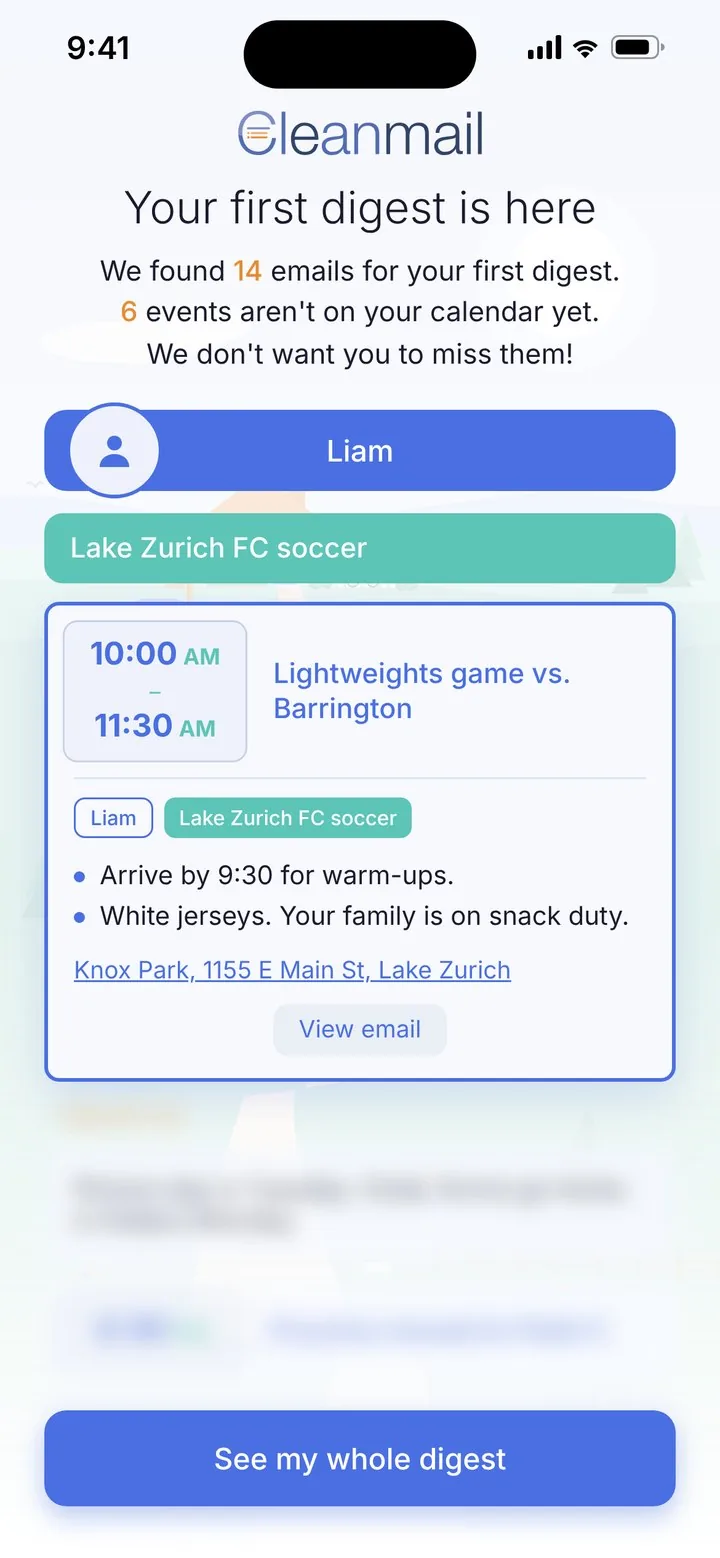 9:41
Cleanmail
Your first digest is here
We found 14 emails for your first digest.
6 events aren't on your calendar yet.
We don't want you to miss them!
Liam
Lake Zurich FC soccer
10:00 AM
–
11:30 AM
Lightweights game vs.
Barrington
Liam
Lake Zurich FC soccer
Arrive by 9:30 for warm-ups.
White jerseys. Your family is on snack duty.
Knox Park, 1155 E Main St, Lake Zurich
View email
See my whole digest